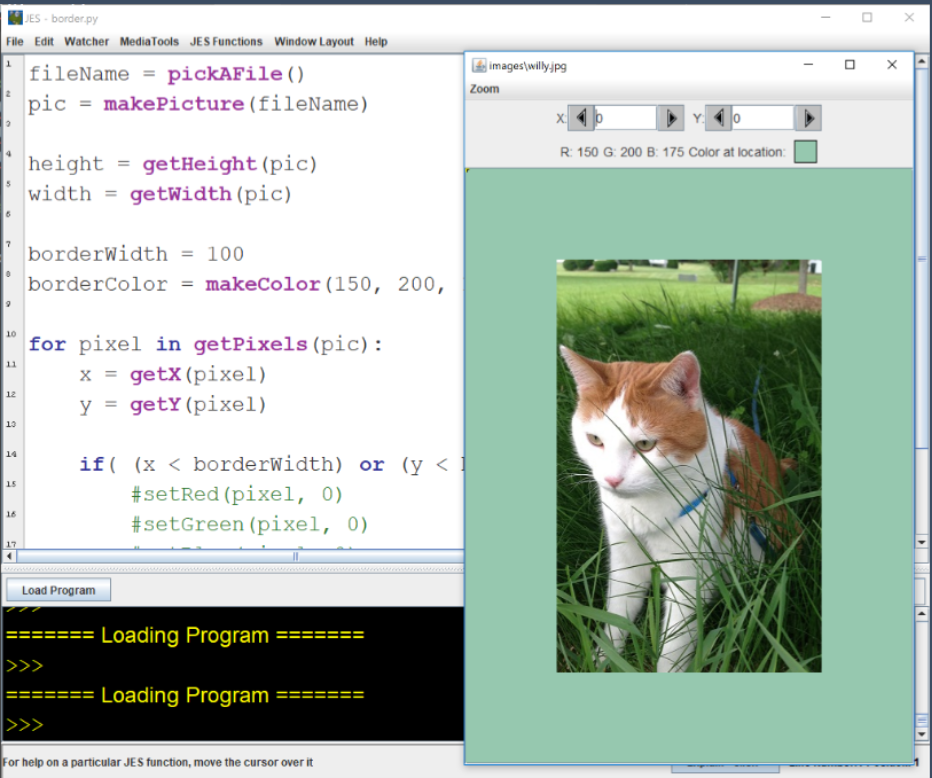 JES - border.py
File Edit Watcher MediaTools JES Functions Window Layout Help
1 fileName = pickAFile()
2 pic = makePicture(fileName)
3
4 height = getHeight(pic)
5 width = getWidth(pic)
6
7 borderWidth = 100
8 borderColor = makeColor(150, 200,
9
10 for pixel in getPixels(pic):
11 x = getX(pixel)
12 y = getY(pixel)
13
14 if( (x < borderWidth) or (y <
15 #setRed(pixel, 0)
16 #setGreen(pixel, 0)
17
Load Program
>>>
======= Loading Program =======
>>>
======= Loading Program =======
>>>
For help on a particular JES function, move the cursor over it
images\willy.jpg
Zoom
X: 0 Y: 0
R: 150 G: 200 B: 175 Color at location: